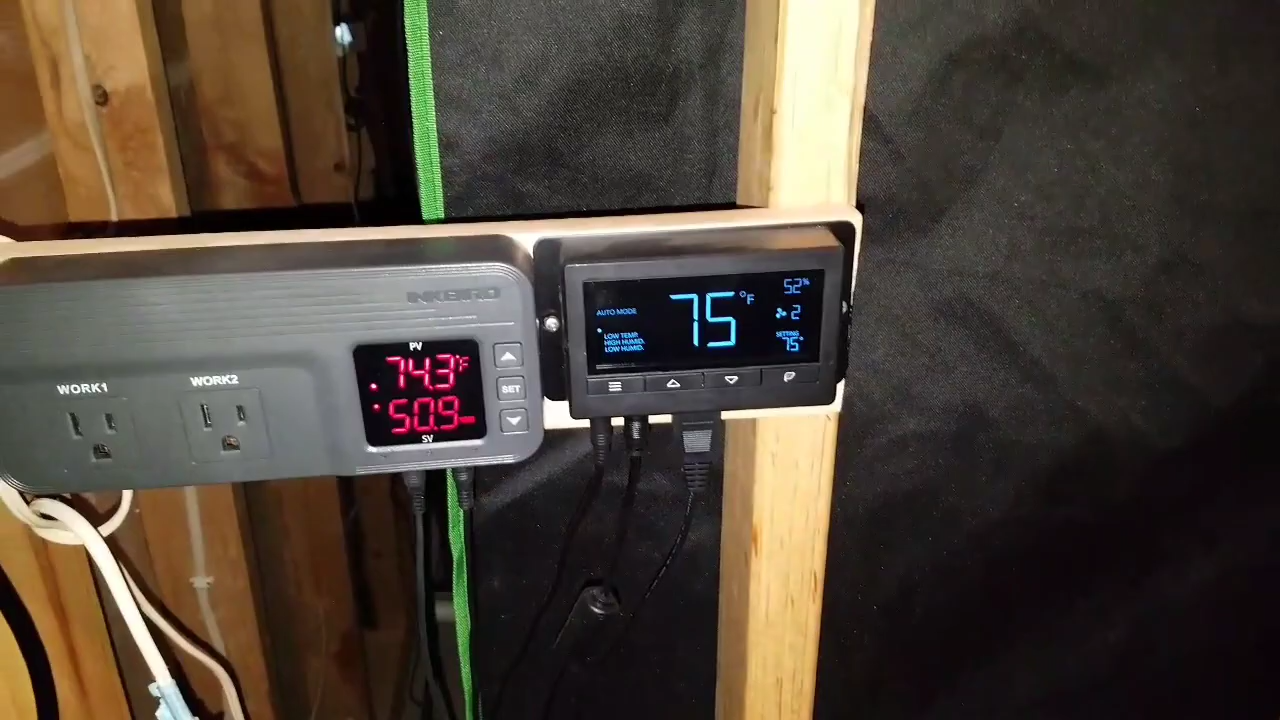 INKBIRD
WORK1
WORK2
PV
74.3°F
50.9
SV
SET
AUTO MODE
LOW TEMP.
HIGH HUMID.
LOW HUMID.
75°F
52%
2
SETTING
75°